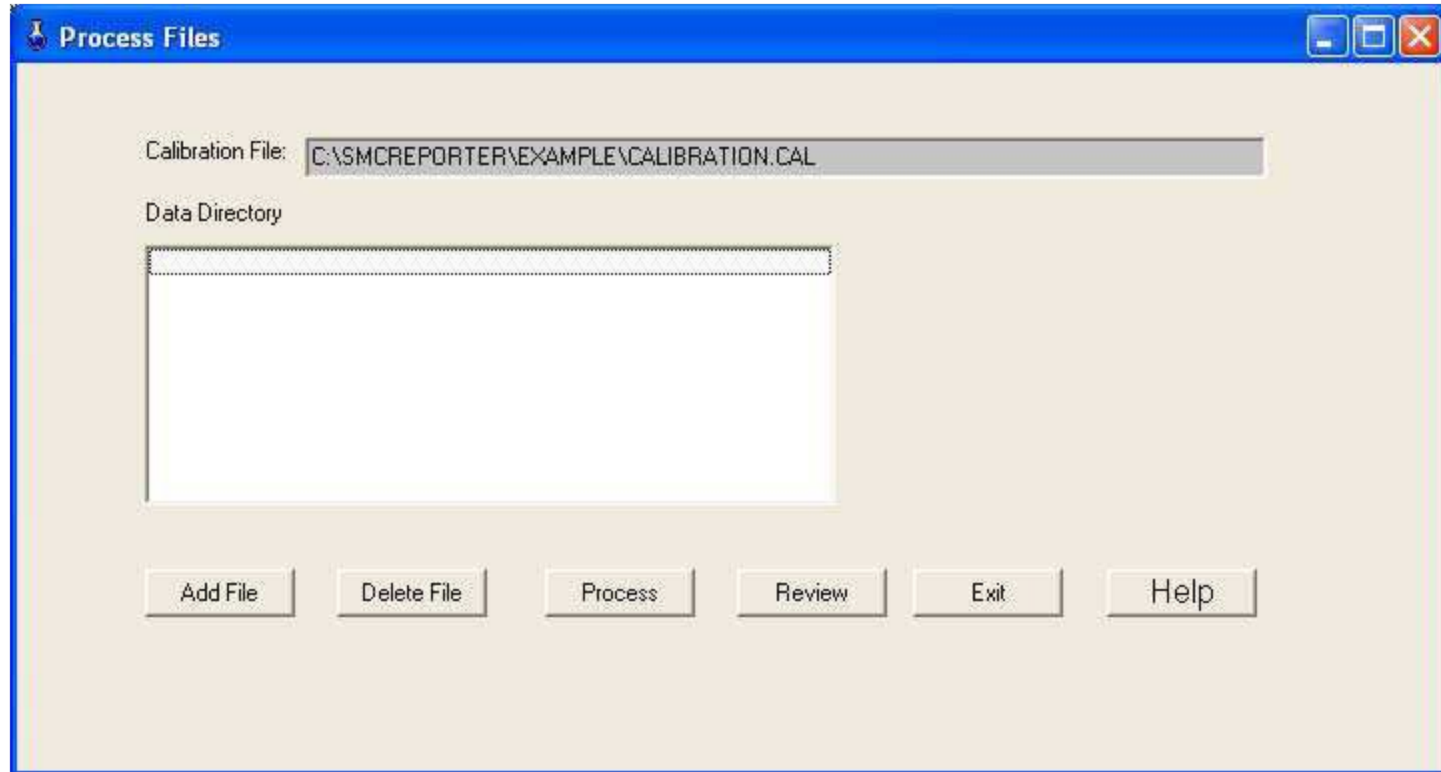 Process Files
Calibration File: C:\SMCREPORTER\EXAMPLE\CALIBRATION.CAL
Data Directory
Add File Delete File Process Review Exit Help